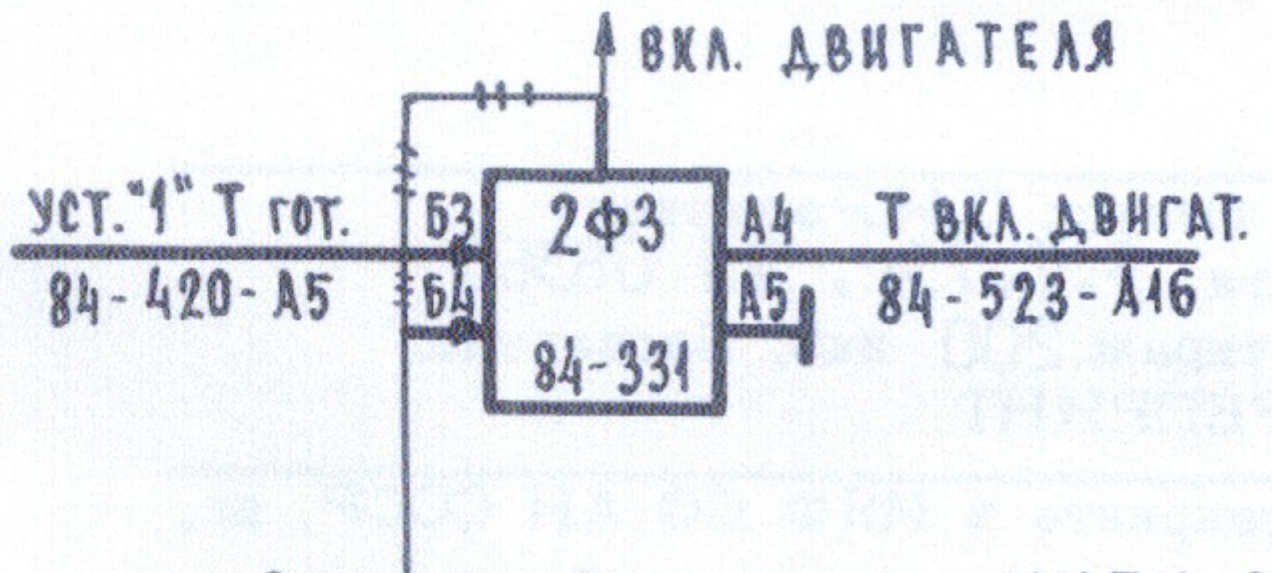 ВКЛ. ДВИГАТЕЛЯ
УСТ. "1" Т ГОТ. Б3 2Ф3 А4 Т ВКЛ. ДВИГАТ.
84-420-А5 Б4 А5 84-523-А16
84-331